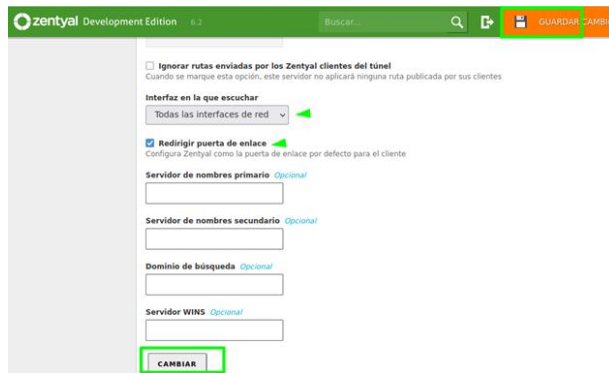 zentyal Development Edition 6.2
Buscar...
GUARDAR CAMBI
Ignorar rutas enviadas por los Zentyal clientes del túnel
Cuando se marque esta opción, este servidor no aplicará ninguna ruta publicada por sus clientes
Interfaz en la que escuchar
Todas las interfaces de red
Redirigir puerta de enlace
Configura Zentyal como la puerta de enlace por defecto para el cliente
Servidor de nombres primario Opcional
Servidor de nombres secundario Opcional
Dominio de búsqueda Opcional
Servidor WINS Opcional
CAMBIAR